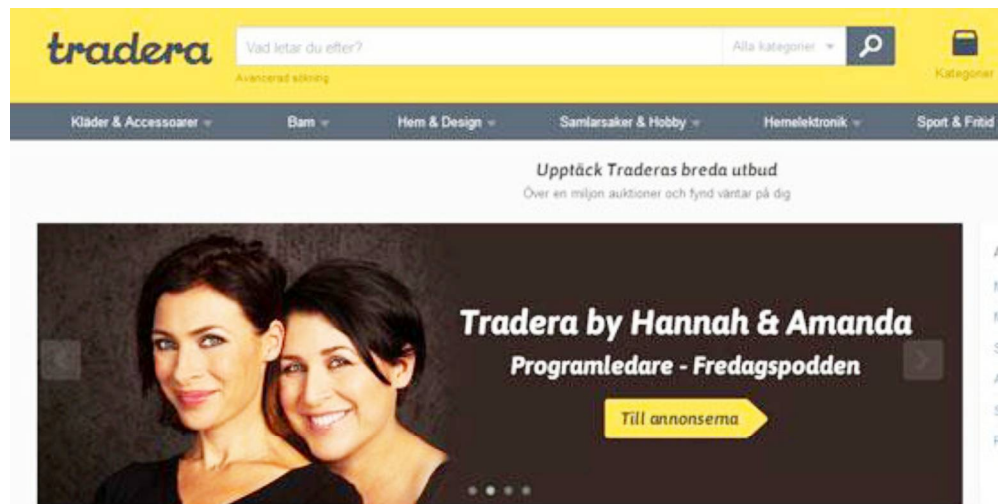 tradera
Vad letar du efter?
Alla kategorier
Avancerad sökning
Kategorier
Kläder & Accessoarer
Barn
Hem & Design
Samlarsaker & Hobby
Hemelektronik
Sport & Fritid
Upptäck Traderas breda utbud
Över en miljon auktioner och fynd väntar på dig
Tradera by Hannah & Amanda
Programledare - Fredagspodden
Till annonserna